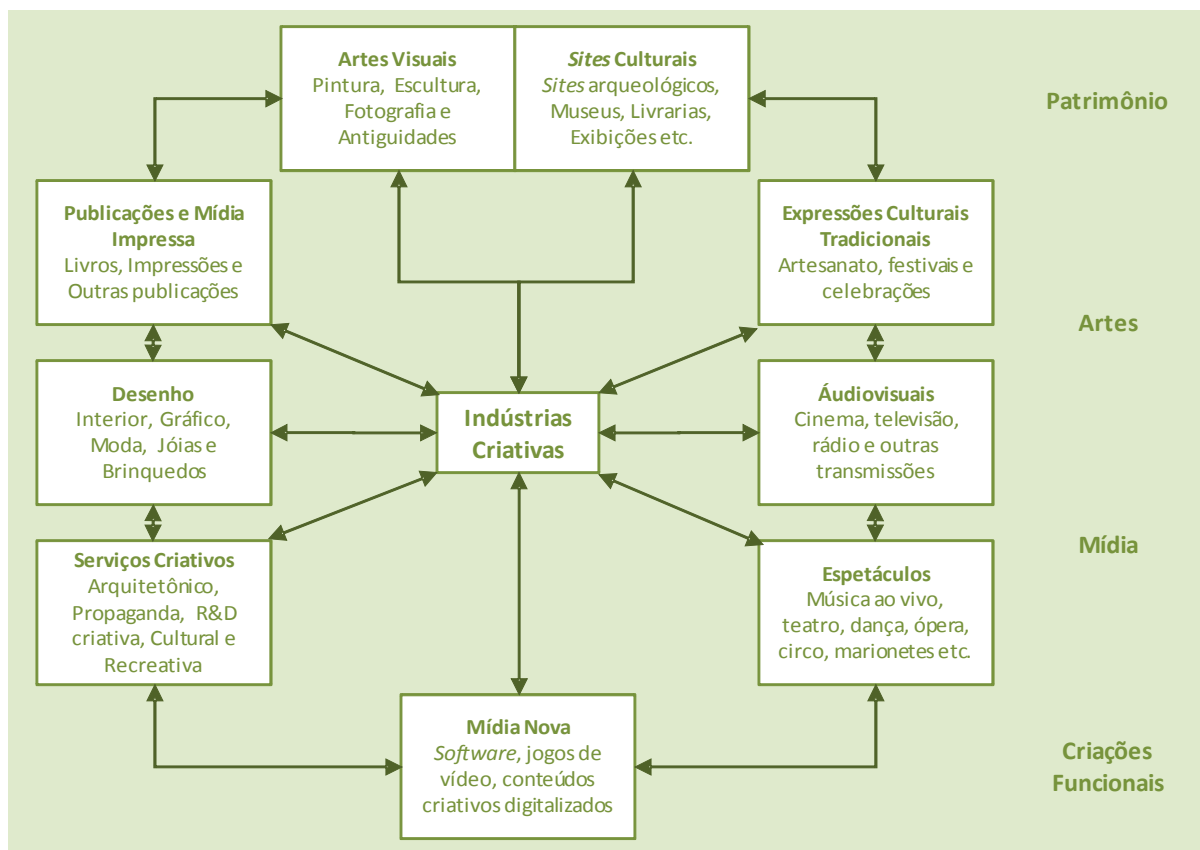 Artes Visuais
Pintura, Escultura,
Fotografia e
Antiguidades
Sites Culturais
Sites arqueológicos,
Museus, Livrarias,
Exibições etc.
Patrimônio
Publicações e Mídia
Impressa
Livros, Impressões e
Outras publicações
Expressões Culturais
Tradicionais
Artesanato, festivais e
celebrações
Artes
Desenho
Interior, Gráfico,
Moda, Jóias e
Brinquedos
Indústrias
Criativas
Áudiovisuais
Cinema, televisão,
rádio e outras
transmissões
Mídia
Serviços Criativos
Arquitetônico,
Propaganda, R&D
criativa, Cultural e
Recreativa
Espetáculos
Música ao vivo,
teatro, dança, ópera,
circo, marionetes etc.
Mídia Nova
Software, jogos de
vídeo, conteúdos
criativos digitalizados
Criações
Funcionais